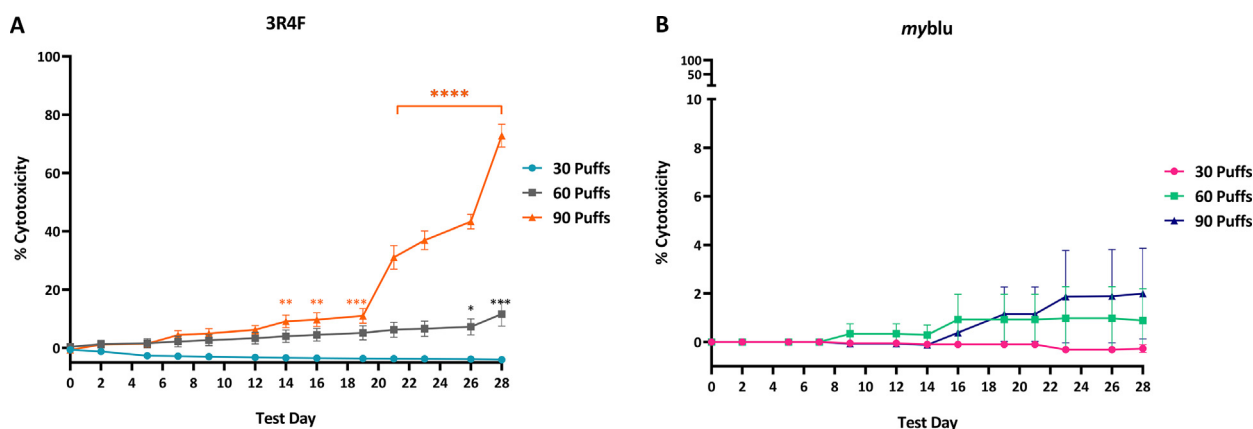 A
3R4F
% Cytotoxicity
100
80
60
40
20
0
****
**
**
***
*
***
0 2 4 6 8 10 12 14 16 18 20 22 24 26 28
Test Day
30 Puffs
60 Puffs
90 Puffs
B
myblu
% Cytotoxicity
100
50
10
8
6
4
2
0
0 2 4 6 8 10 12 14 16 18 19 21 22 24 26 28
Test Day
30 Puffs
60 Puffs
90 Puffs